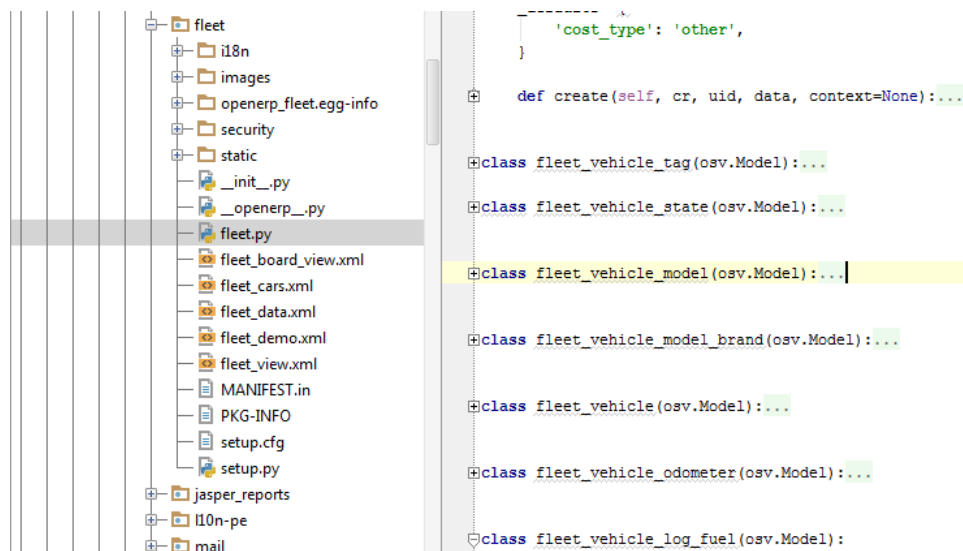 fleet
i18n
images
openerp_fleet.egg-info
security
static
__init__.py
__openerp__.py
fleet.py
fleet_board_view.xml
fleet_cars.xml
fleet_data.xml
fleet_demo.xml
fleet_view.xml
MANIFEST.in
PKG-INFO
setup.cfg
setup.py
jasper_reports
l10n-pe
mail
'cost_type': 'other',
}
def create(self, cr, uid, data, context=None):...
class fleet_vehicle_tag(osv.Model):...
class fleet_vehicle_state(osv.Model):...
class fleet_vehicle_model(osv.Model):...
class fleet_vehicle_model_brand(osv.Model):...
class fleet_vehicle(osv.Model):...
class fleet_vehicle_odometer(osv.Model):...
class fleet_vehicle_log_fuel(osv.Model):